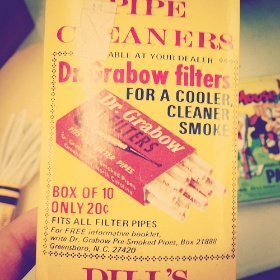 PIPE
CLEANERS
ABLE AT YOUR DEALER
Dr. Grabow filters
FOR A COOLER,
CLEANER
SMOKE
Dr. Grabow
FILTERS
BOX OF 10
ONLY 20¢
FITS ALL FILTER PIPES
For FREE informative booklet,
write Dr. Grabow Pre-Smoked Pipes, Box 21888
Greensboro, N.C. 27420
DILL'S